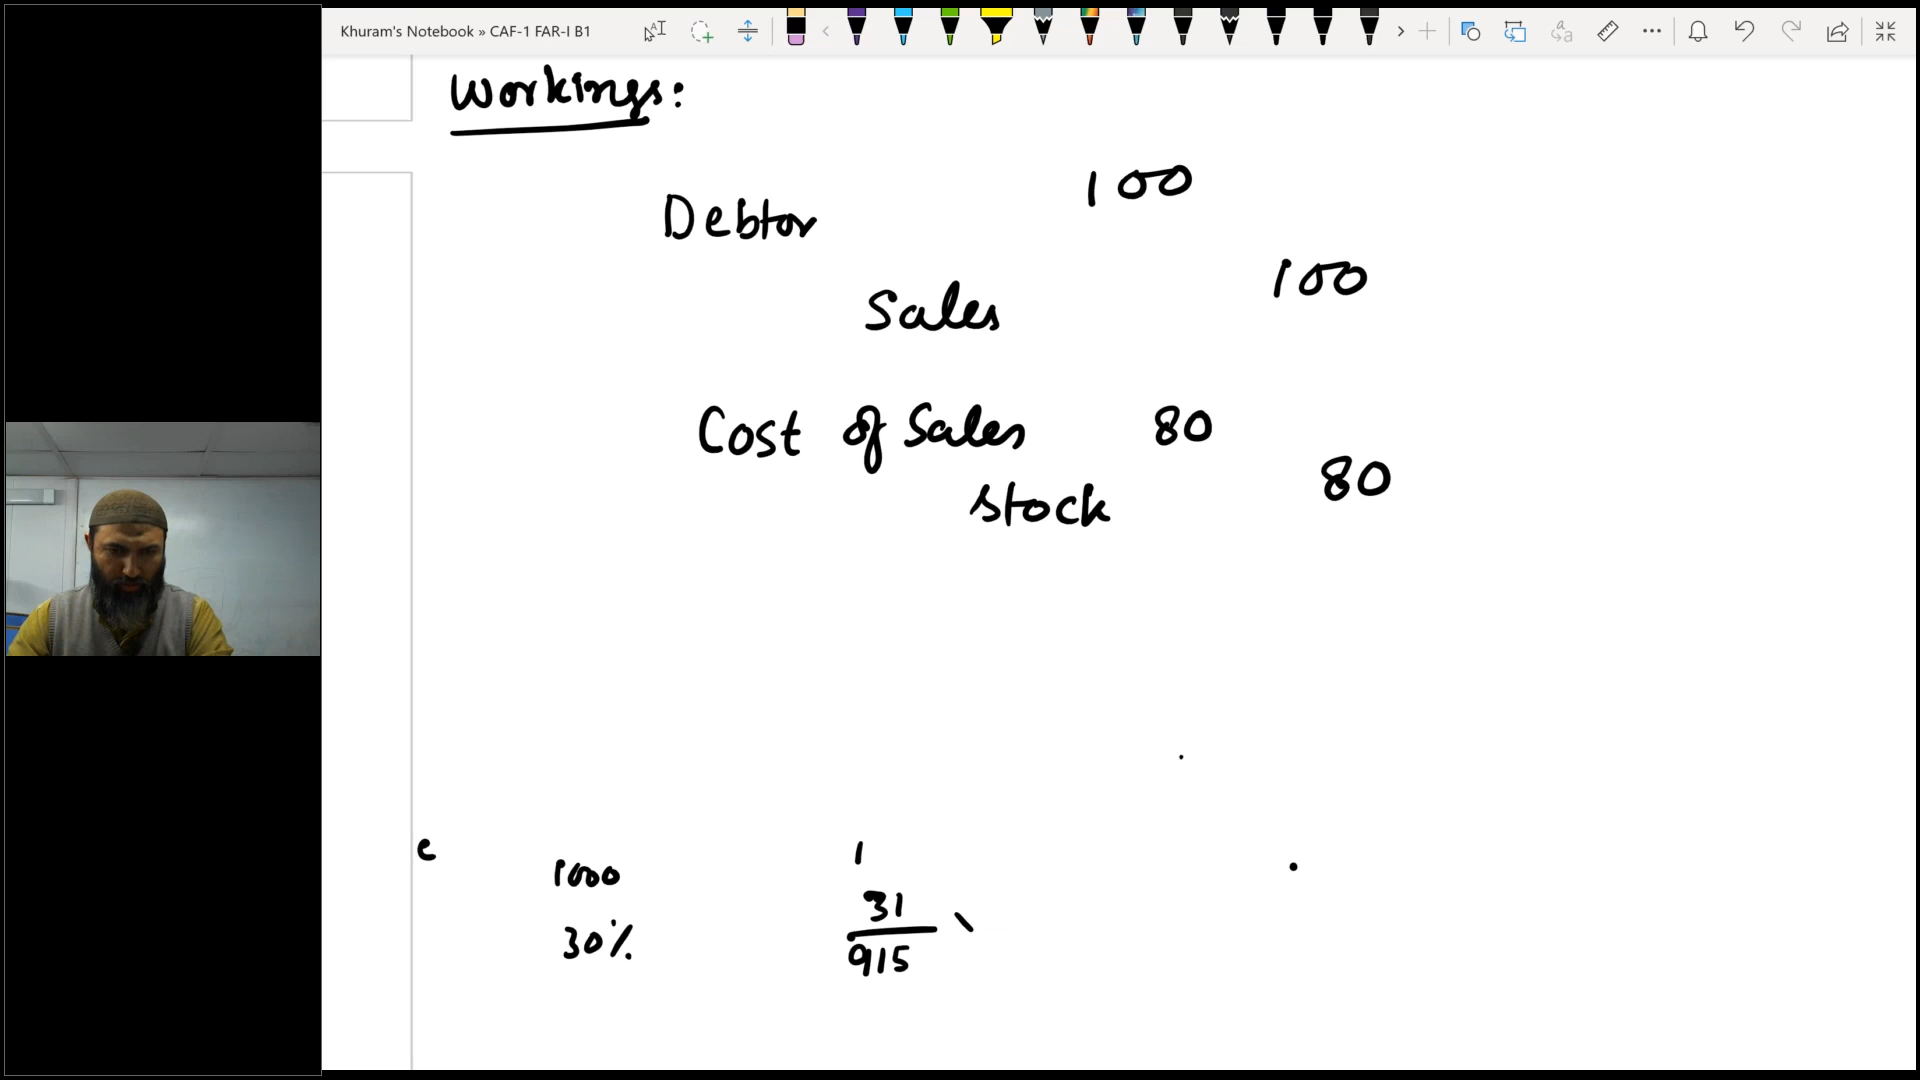 Khuram's Notebook » CAF-1 FAR-I B1
Workings:
Debtor 100
Sales 100
Cost of Sales 80
Stock 80
e
1000 1
30% 31
915